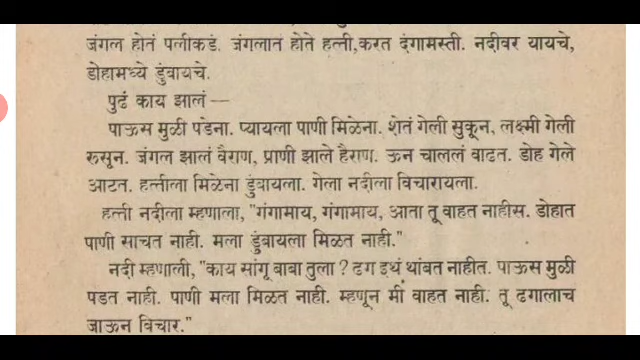 जंगल होतं पलीकडं. जंगलात होते हत्ती,करत दंगामस्ती. नदीवर यायचे,
डोहामध्ये डुंबायचे.
पुढं काय झालं —
पाऊस मुळी पडेना. प्यायला पाणी मिळेना. शेतं गेली सुकून, लक्ष्मी गेली
रुसून. जंगल झालं वैराण, प्राणी झाले हैराण. ऊन चाललं वाढत. डोह गेले
आटत. हत्तीला मिळेना डुंबायला. गेला नदीला विचारायला.
हत्ती नदीला म्हणाला, "गंगामाय, गंगामाय, आता तू वाहत नाहीस. डोहात
पाणी साचत नाही. मला डुंबायला मिळत नाही."
नदी म्हणाली, "काय सांगू बाबा तुला ? ढग इथं थांबत नाहीत. पाऊस मुळी
पडत नाही. पाणी मला मिळत नाही. म्हणून मी वाहत नाही. तू ढगालाच
जाऊन विचार."